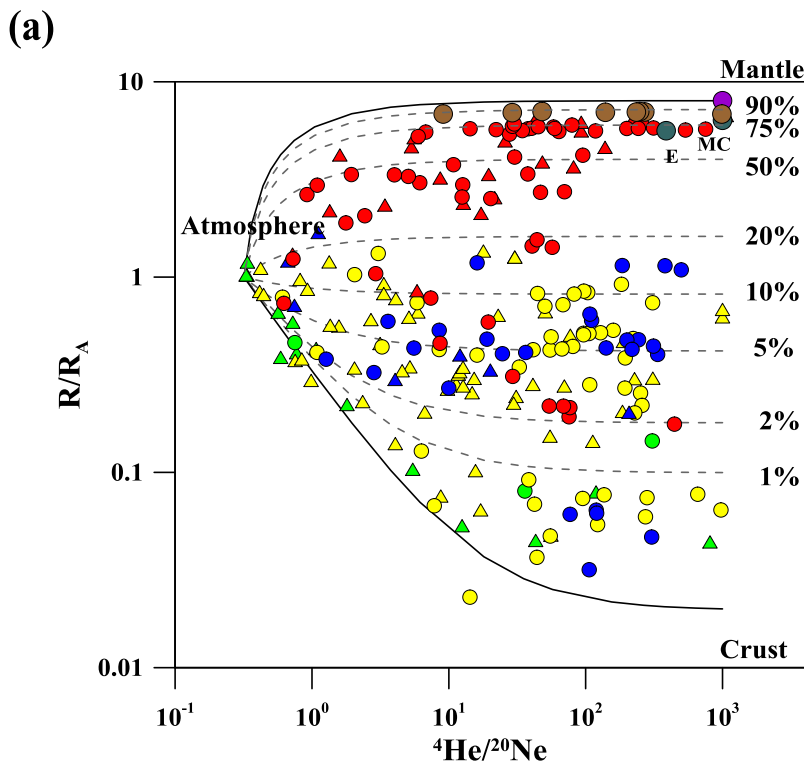 (a)
Mantle
10
90%
75%
MC
E
50%
Atmosphere
20%
1
10%
R/R_A
5%
2%
0.1
1%
Crust
0.01
10⁻¹ 10⁰ 10¹ 10² 10³
⁴He/²⁰Ne